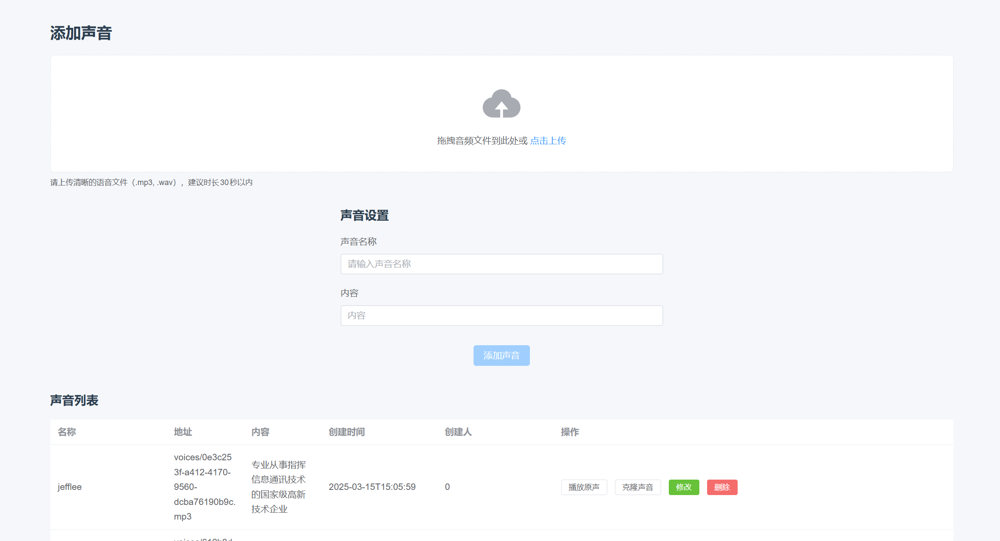 添加声音
拖拽音频文件到此处或 点击上传
请上传清晰的语音文件（.mp3, .wav），建议时长30秒以内
声音设置
声音名称
请输入声音名称
内容
内容
添加声音
声音列表
名称 地址 内容 创建时间 创建人 操作
jefflee
voices/0e3c25
3f-a412-4170-
9560-
dcba76190b9c.
mp3
专业从事指挥
信息通讯技术
的国家级高新
技术企业
2025-03-15T15:05:59
0
播放原声 克隆声音 修改 删除